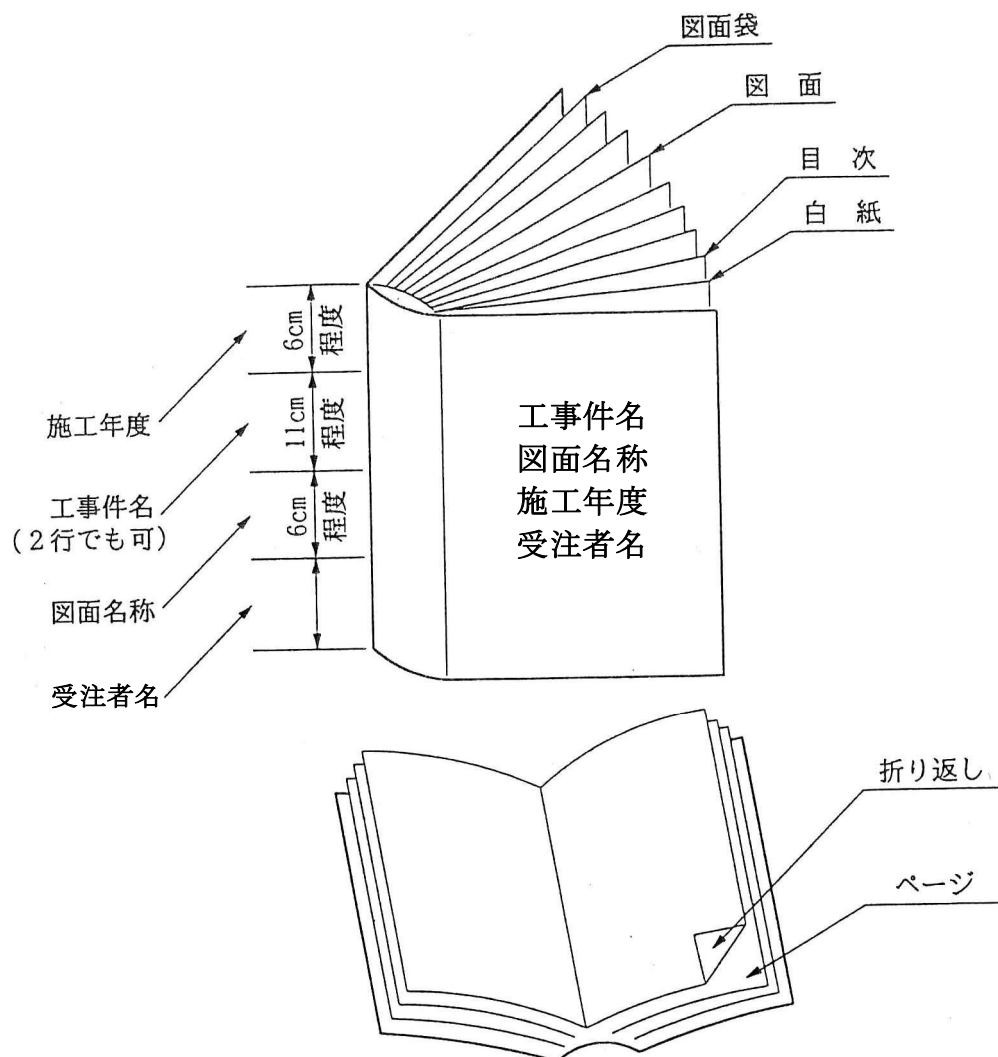 図面袋
図　面
目　次
白　紙
6cm
程度
11cm
程度
6cm
程度
施工年度
工事件名
(2行でも可)
図面名称
受注者名
工事件名
図面名称
施工年度
受注者名
折り返し
ページ